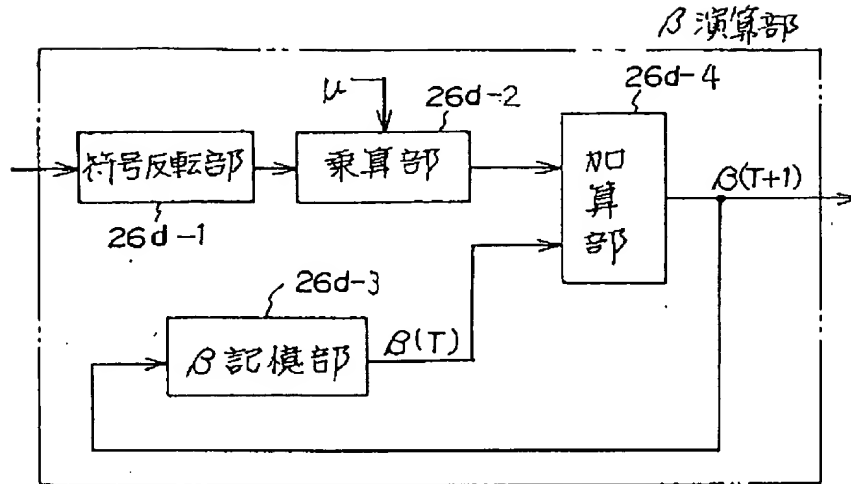 β演算部
26d-4
μ
26d-2
符号反転部
乗算部
加算部
β(T+1)
26d-1
26d-3
β記憶部
β(T)